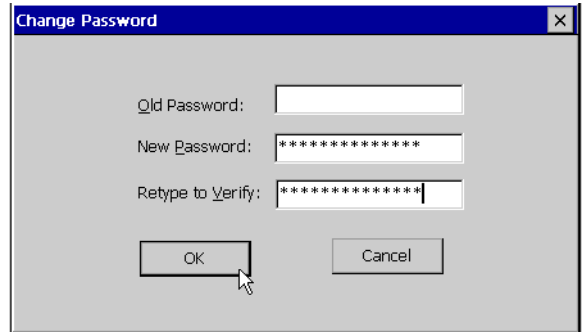 Change Password
Old Password:
New Password: **************
Retype to Verify: **************
OK Cancel